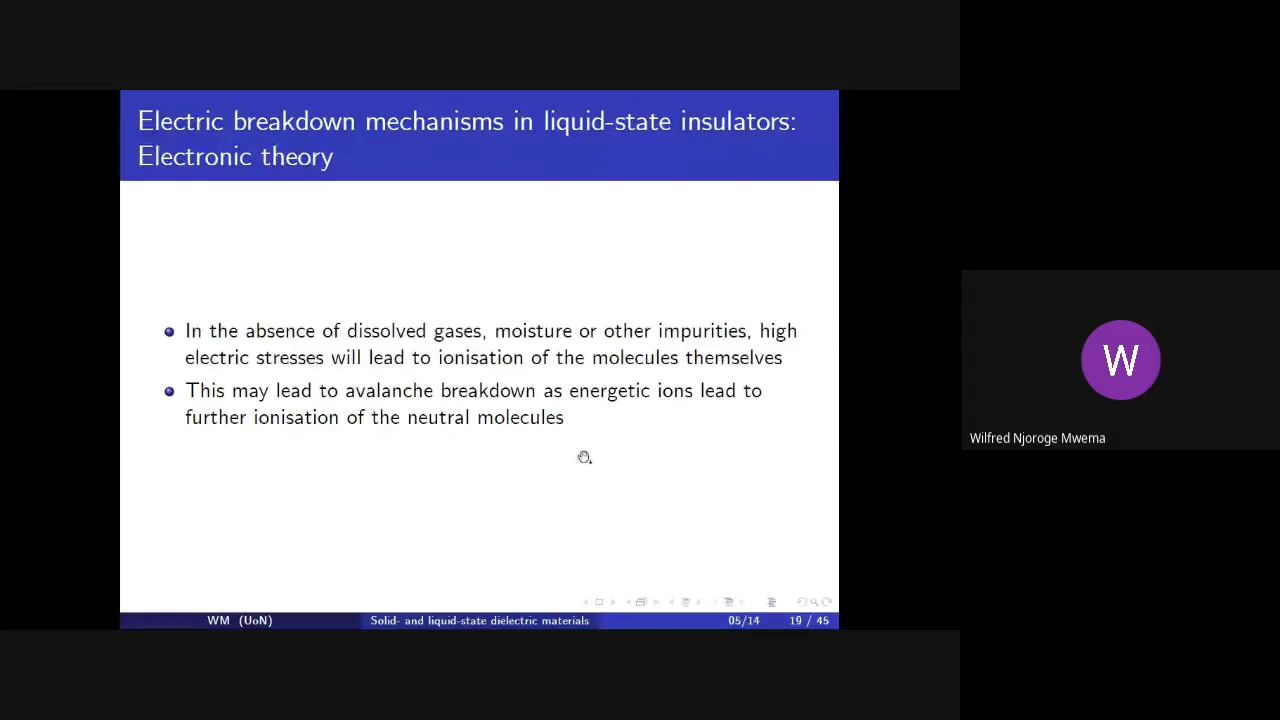 Electric breakdown mechanisms in liquid-state insulators:
Electronic theory
In the absence of dissolved gases, moisture or other impurities, high
electric stresses will lead to ionisation of the molecules themselves
This may lead to avalanche breakdown as energetic ions lead to
further ionisation of the neutral molecules
W
Wilfred Njoroge Mwema
WM (UoN) Solid- and liquid-state dielectric materials 05/14 19 / 45